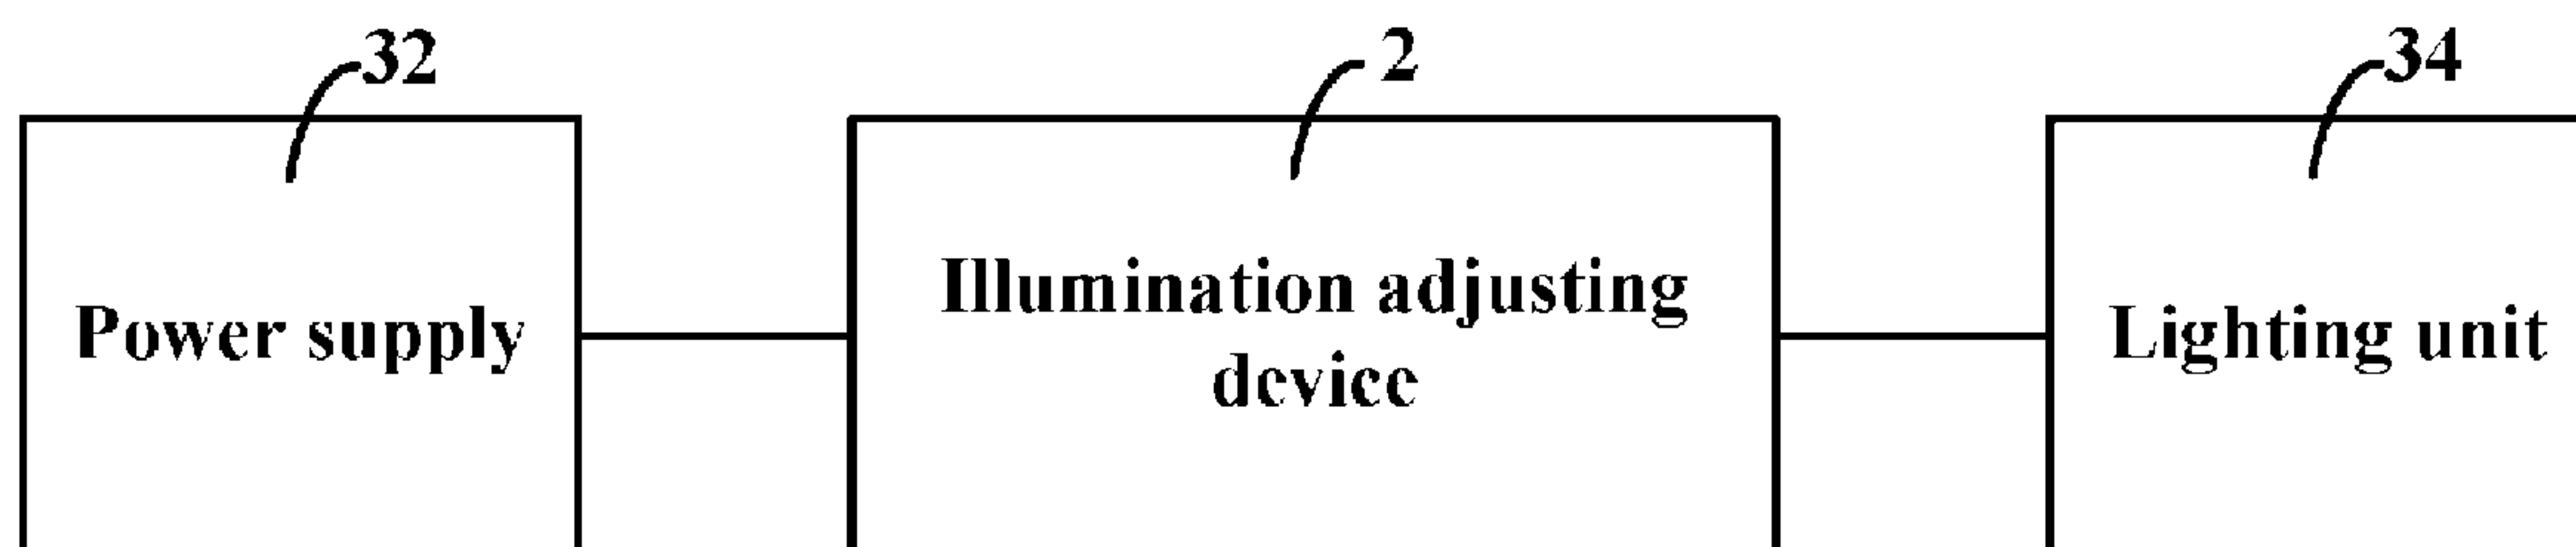 32
2
34
Power supply
Illumination adjusting
device
Lighting unit